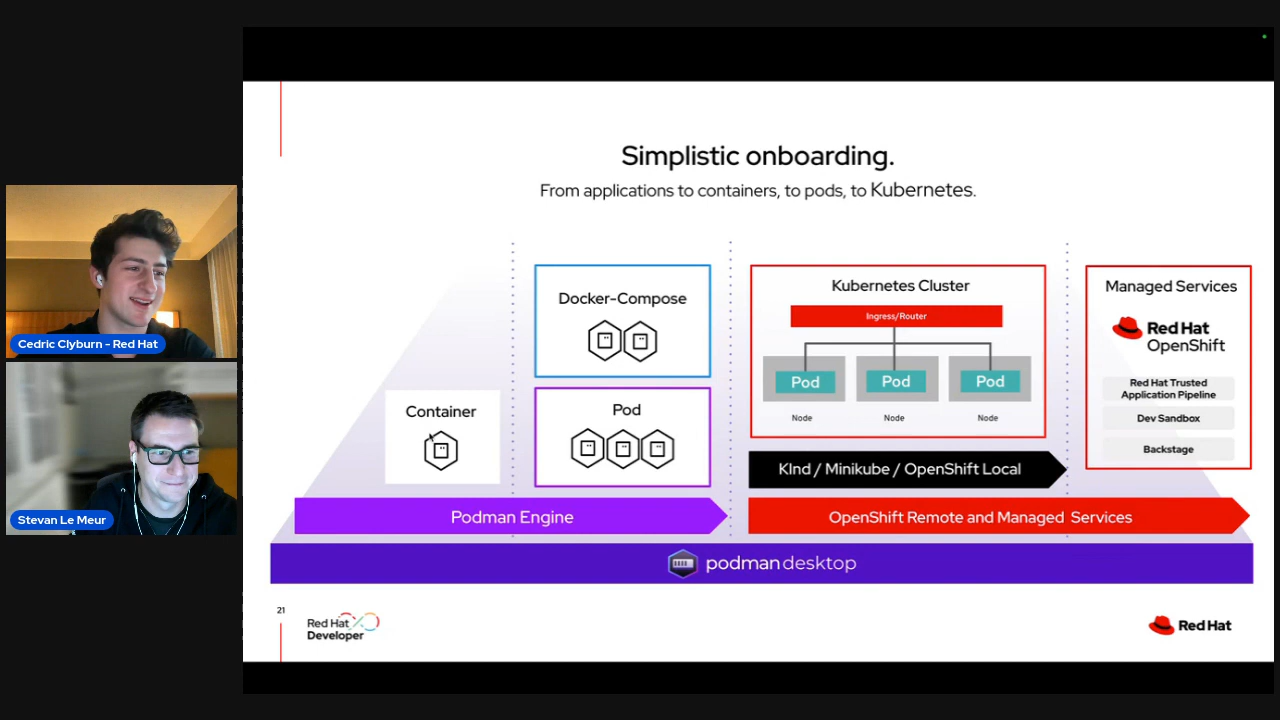 Cedric Clyburn - Red Hat
Stevan Le Meur
Simplistic onboarding.
From applications to containers, to pods, to Kubernetes.
Container
Docker-Compose
Pod
Kubernetes Cluster
Ingress/Router
Pod
Pod
Pod
Node
Node
Node
KInd / Minikube / OpenShift Local
Managed Services
Red Hat
OpenShift
Red Hat Trusted
Application Pipeline
Dev Sandbox
Backstage
Podman Engine
OpenShift Remote and Managed Services
podman desktop
21
Red Hat
Developer
Red Hat